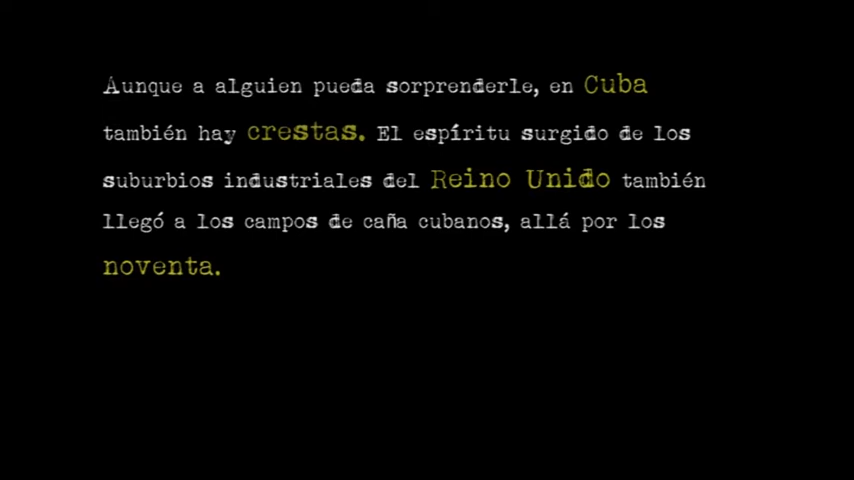 Aunque a alguien pueda sorprenderle, en Cuba
también hay crestas. El espíritu surgido de los
suburbios industriales del Reino Unido también
llegó a los campos de caña cubanos, allá por los
noventa.